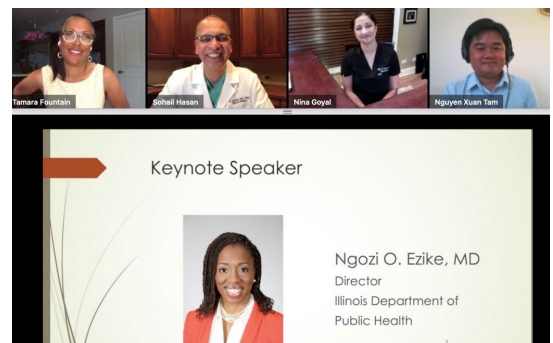 Tamara Fountain
Sohail Hasan
Nina Goyal
Nguyen Xuan Tam
Keynote Speaker
Ngozi O. Ezike, MD
Director
Illinois Department of
Public Health